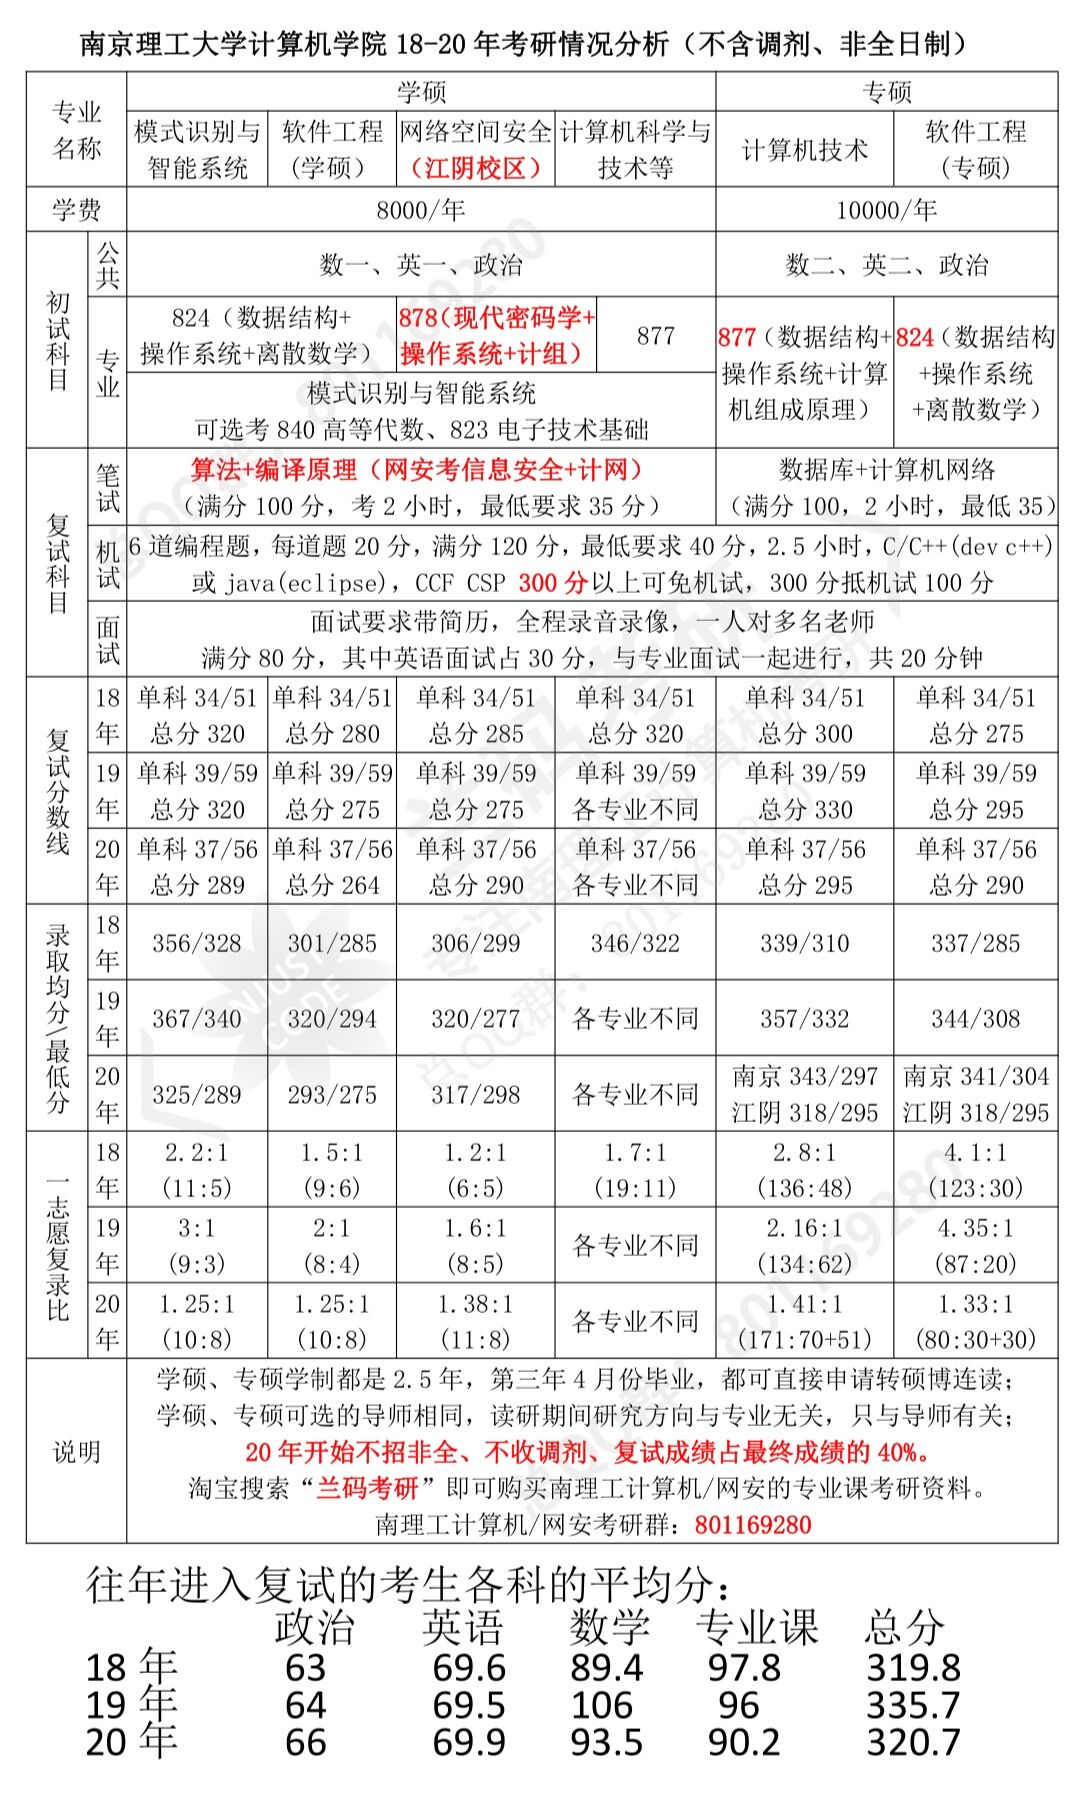 南京理工大学计算机学院 18-20 年考研情况分析（不含调剂、非全日制）
专业
名称
学硕
专硕
模式识别与
智能系统
软件工程
(学硕）
网络空间安全
（江阴校区）
计算机科学与
技术等
计算机技术
软件工程
(专硕)
学费
8000/年
10000/年
初试科目
公共
数一、英一、政治
数二、英二、政治
专业
824（数据结构+
操作系统+离散数学）
878（现代密码学+
操作系统+计组）
877
877（数据结构+
操作系统+计算
机组成原理）
824（数据结构
+操作系统
+离散数学）
模式识别与智能系统
可选考 840 高等代数、823 电子技术基础
复试科目
笔试
算法+编译原理（网安考信息安全+计网）
（满分 100 分，考 2 小时，最低要求 35 分）
数据库+计算机网络
（满分 100，2 小时，最低 35）
机试
6 道编程题，每道题 20 分，满分 120 分，最低要求 40 分，2.5 小时，C/C++(dev c++)
或 java(eclipse)，CCF CSP 300 分以上可免机试，300 分抵机试 100 分
面试
面试要求带简历，全程录音录像，一人对多名老师
满分 80 分，其中英语面试占 30 分，与专业面试一起进行，共 20 分钟
复试分数线
18年
单科 34/51 单科 34/51 单科 34/51 单科 34/51 单科 34/51 单科 34/51
总分 320 总分 280 总分 285 总分 320 总分 300 总分 275
19年
单科 39/59 单科 39/59 单科 39/59 单科 39/59 单科 39/59 单科 39/59
总分 320 总分 275 总分 275 各专业不同 总分 330 总分 295
20年
单科 37/56 单科 37/56 单科 37/56 单科 37/56 单科 37/56 单科 37/56
总分 289 总分 264 总分 290 各专业不同 总分 295 总分 290
录取均分/最低分
18年
356/328 301/285 306/299 346/322 339/310 337/285
19年
367/340 320/294 320/277 各专业不同 357/332 344/308
20年
325/289 293/275 317/298 各专业不同
南京 343/297 南京 341/304
江阴 318/295 江阴 318/295
一志愿复录比
18年
2.2:1 1.5:1 1.2:1 1.7:1 2.8:1 4.1:1
(11:5) (9:6) (6:5) (19:11) (136:48) (123:30)
19年
3:1 2:1 1.6:1 各专业不同 2.16:1 4.35:1
(9:3) (8:4) (8:5) (134:62) (87:20)
20年
1.25:1 1.25:1 1.38:1 各专业不同 1.41:1 1.33:1
(10:8) (10:8) (11:8) (171:70+51) (80:30+30)
说明
学硕、专硕学制都是 2.5 年，第三年 4 月份毕业，都可直接申请转硕博连读；
学硕、专硕可选的导师相同，读研期间研究方向与专业无关，只与导师有关；
20 年开始不招非全、不收调剂、复试成绩占最终成绩的 40%。
淘宝搜索“兰码考研”即可购买南理工计算机/网安的专业课考研资料。
南理工计算机/网安考研群：801169280
往年进入复试的考生各科的平均分：
政治 英语 数学 专业课 总分
18 年 63 69.6 89.4 97.8 319.8
19 年 64 69.5 106 96 335.7
20 年 66 69.9 93.5 90.2 320.7
兰码考研
专注南理工计算机考研
总QQ群：801169280
NJUST
CODE